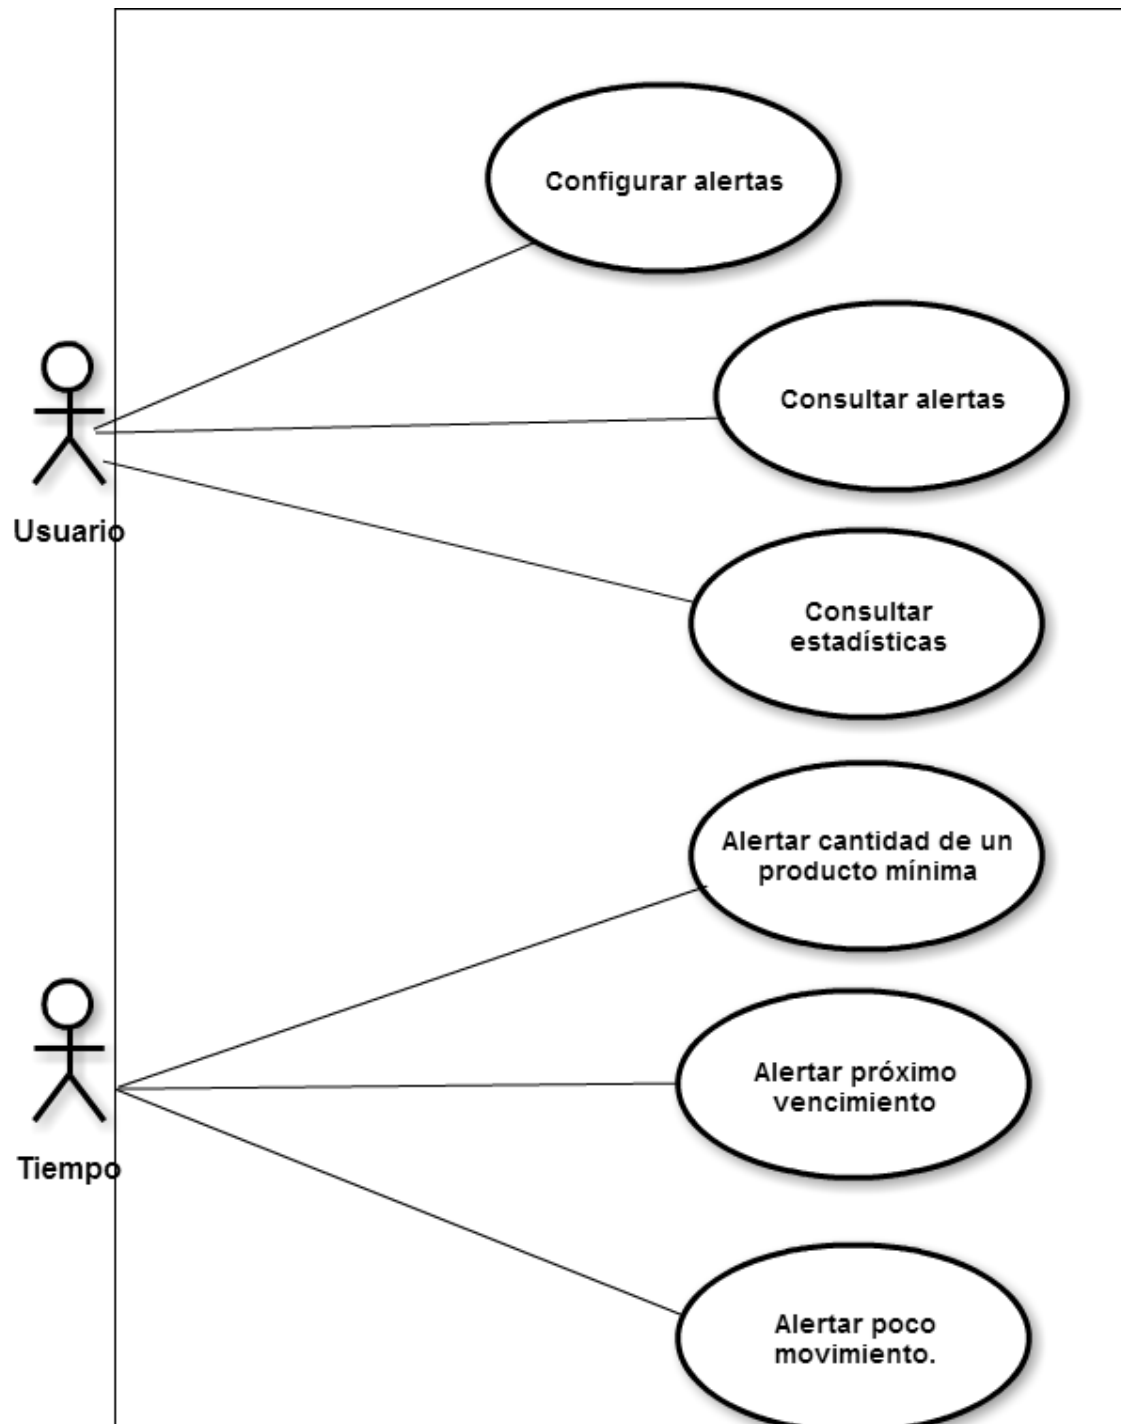 Configurar alertas
Consultar alertas
Usuario
Consultar
estadísticas
Alertar cantidad de un
producto mínima
Alertar próximo
vencimiento
Tiempo
Alertar poco
movimiento.